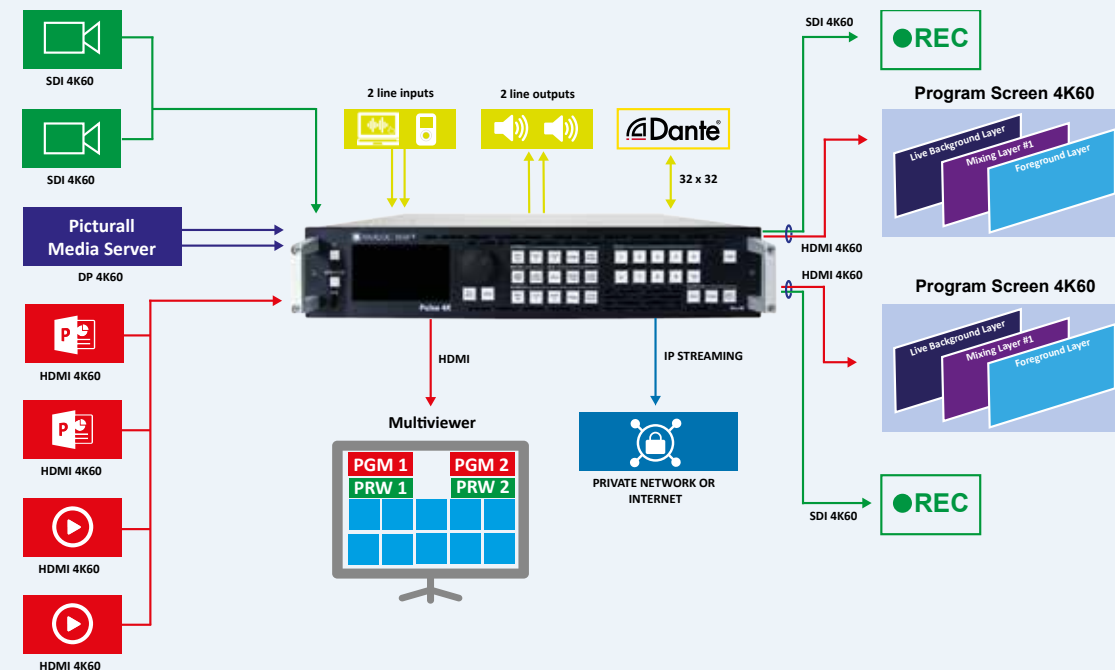 SDI 4K60
SDI 4K60
Picturall
Media Server
DP 4K60
P
HDMI 4K60
P
HDMI 4K60
HDMI 4K60
HDMI 4K60
2 line inputs
2 line outputs
Dante
32 x 32
Pulse 4K
HDMI
Multiviewer
PGM 1
PGM 2
PRW 1
PRW 2
IP STREAMING
PRIVATE NETWORK OR
INTERNET
SDI 4K60
REC
Program Screen 4K60
Live Background Layer
Mixing Layer #1
Foreground Layer
HDMI 4K60
HDMI 4K60
Program Screen 4K60
Live Background Layer
Mixing Layer #1
Foreground Layer
SDI 4K60
REC